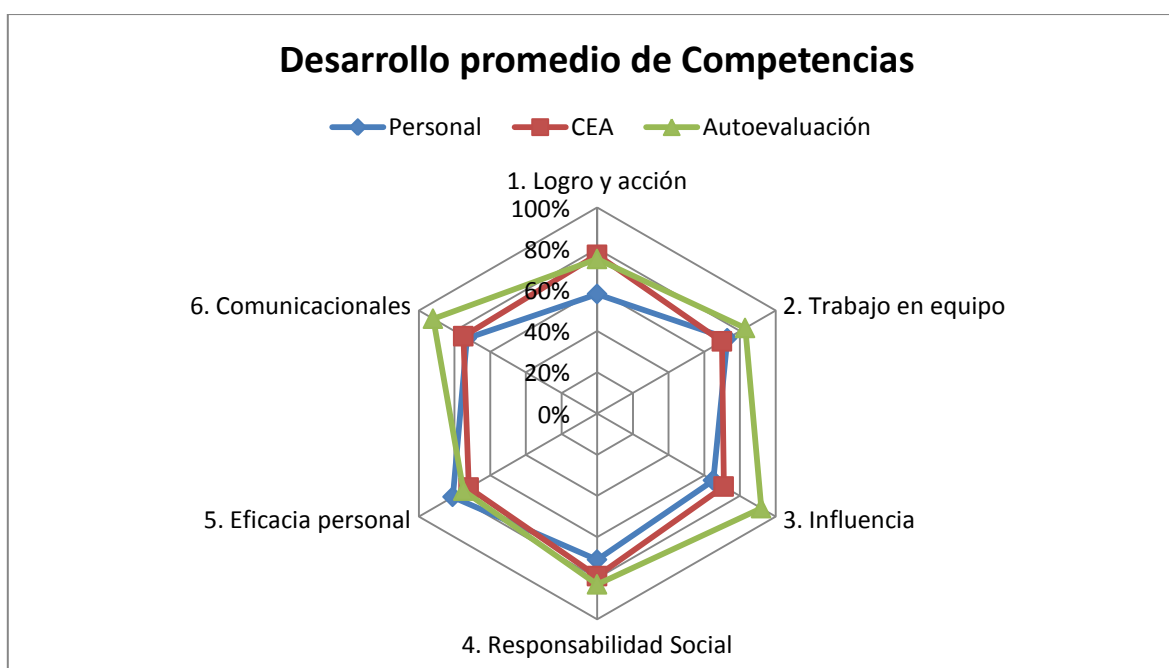 Desarrollo promedio de Competencias
Personal CEA Autoevaluación
1. Logro y acción
100%
80%
60%
40%
20%
0%
2. Trabajo en equipo
3. Influencia
4. Responsabilidad Social
5. Eficacia personal
6. Comunicacionales